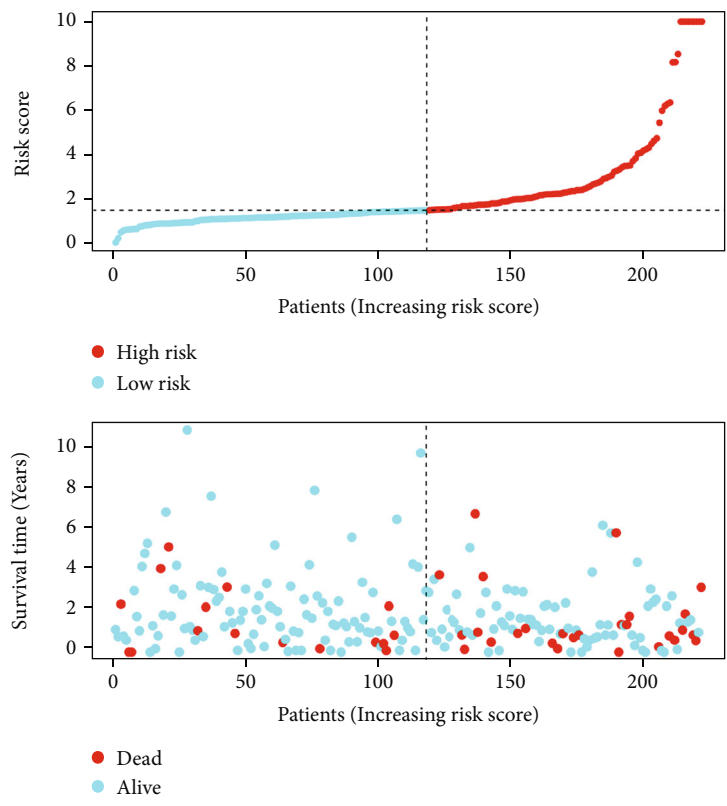 Risk score
10
8
6
4
2
0
0 50 100 150 200
Patients (Increasing risk score)
High risk
Low risk
Survival time (Years)
10
8
6
4
2
0
0 50 100 150 200
Patients (Increasing risk score)
Dead
Alive